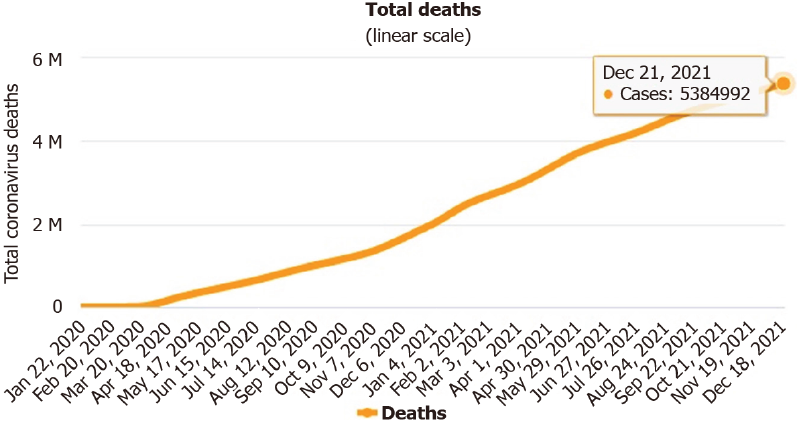 Total deaths
(linear scale)
Total coronavirus deaths
6 M
4 M
2 M
0
Dec 21, 2021
Cases: 5384992
Jan 22, 2020
Feb 20, 2020
Mar 20, 2020
Apr 18, 2020
May 17, 2020
Jun 15, 2020
Jul 14, 2020
Aug 12, 2020
Sep 10, 2020
Oct 9, 2020
Nov 7, 2020
Dec 6, 2020
Jan 4, 2021
Feb 2, 2021
Mar 3, 2021
Apr 1, 2021
Apr 30, 2021
May 29, 2021
Jun 27, 2021
Jul 26, 2021
Aug 24, 2021
Sep 22, 2021
Oct 21, 2021
Nov 19, 2021
Dec 18, 2021
Deaths